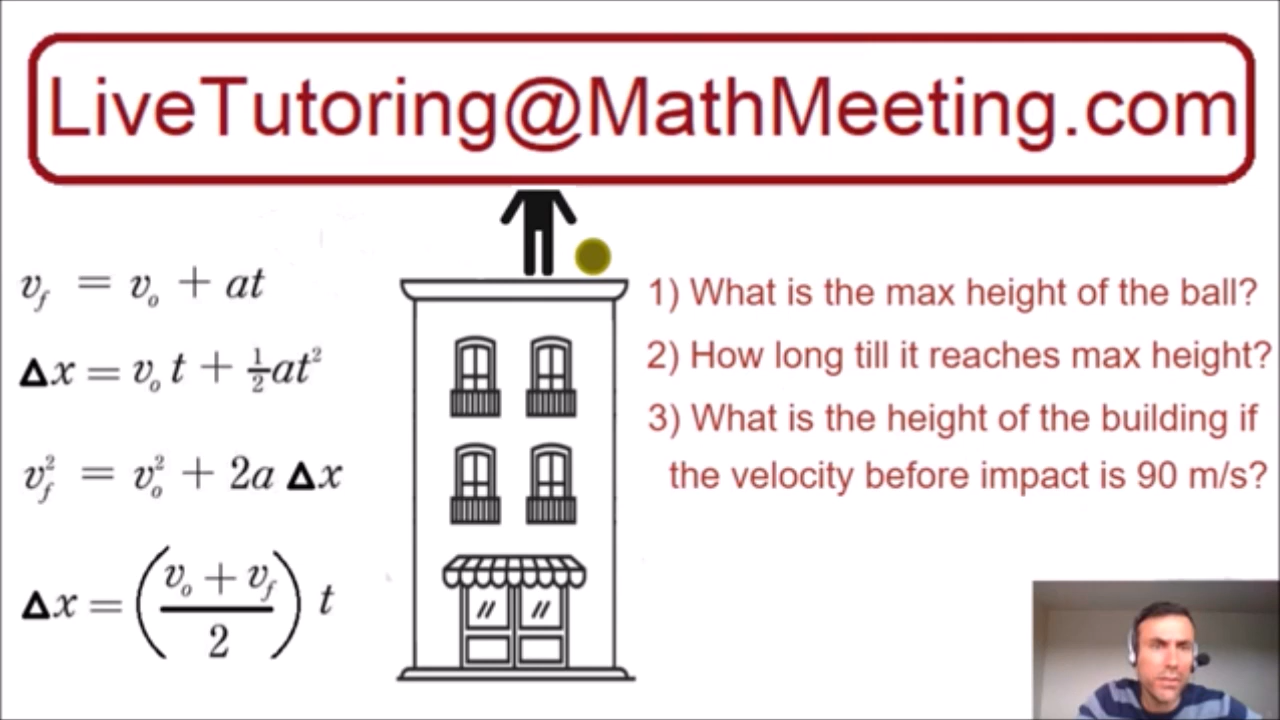 LiveTutoring@MathMeeting.com
v_f = v_o + at
Δx = v_o t + ½at²
v_f² = v_o² + 2a Δx
Δx = ((v_o + v_f)/2) t
1) What is the max height of the ball?
2) How long till it reaches max height?
3) What is the height of the building if
the velocity before impact is 90 m/s?